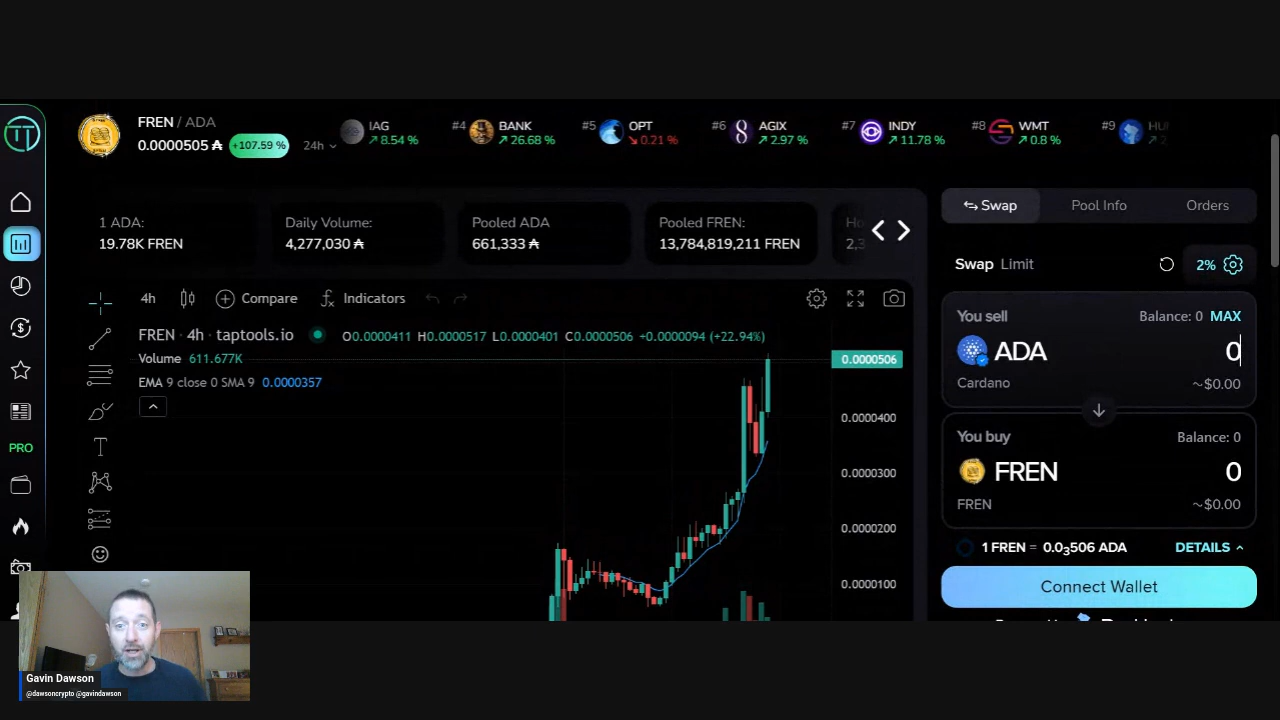 FREN / ADA
0.0000505 ₳ +107.59 % 24h
IAG
↗ 8.54 %
#4 BANK
↗ 26.68 %
#5 OPT
↘ 0.21 %
#6 AGIX
↗ 2.97 %
#7 INDY
↗ 11.78 %
#8 WMT
↗ 0.8 %
#9
1 ADA:
19.78K FREN
Daily Volume:
4,277,030 ₳
Pooled ADA
661,333 ₳
Pooled FREN:
13,784,819,211 FREN
Swap Pool Info Orders
Swap Limit 2%
You sell Balance: 0 MAX
ADA 0
Cardano ~$0.00
You buy Balance: 0
FREN 0
FREN ~$0.00
1 FREN = 0.0₃506 ADA DETAILS
Connect Wallet
4h Compare Indicators
FREN · 4h · taptools.io O0.0000411 H0.0000517 L0.0000401 C0.0000506 +0.0000094 (+22.94%)
Volume 611.677K
EMA 9 close 0 SMA 9 0.0000357
0.0000506
0.0000400
0.0000300
0.0000200
0.0000100
TT
PRO
T
Gavin Dawson
@dawsoncrypto @gavindawson